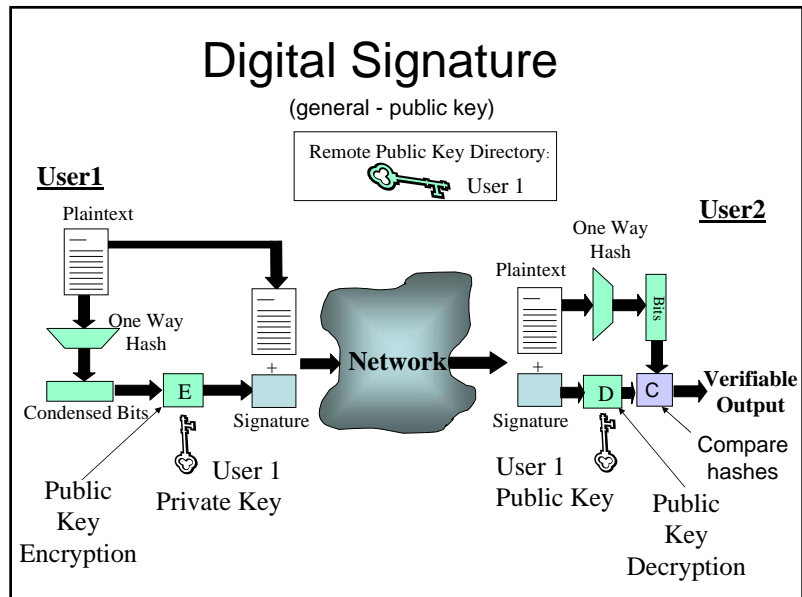 Digital Signature
(general - public key)
Remote Public Key Directory:
User 1
User1
Plaintext
One Way
Hash
Condensed Bits
E
+
Signature
User 1
Private Key
Public
Key
Encryption
Network
User2
One Way
Hash
Plaintext
Bits
+
Signature
D
C
Verifiable
Output
Compare
hashes
User 1
Public Key
Public
Key
Decryption